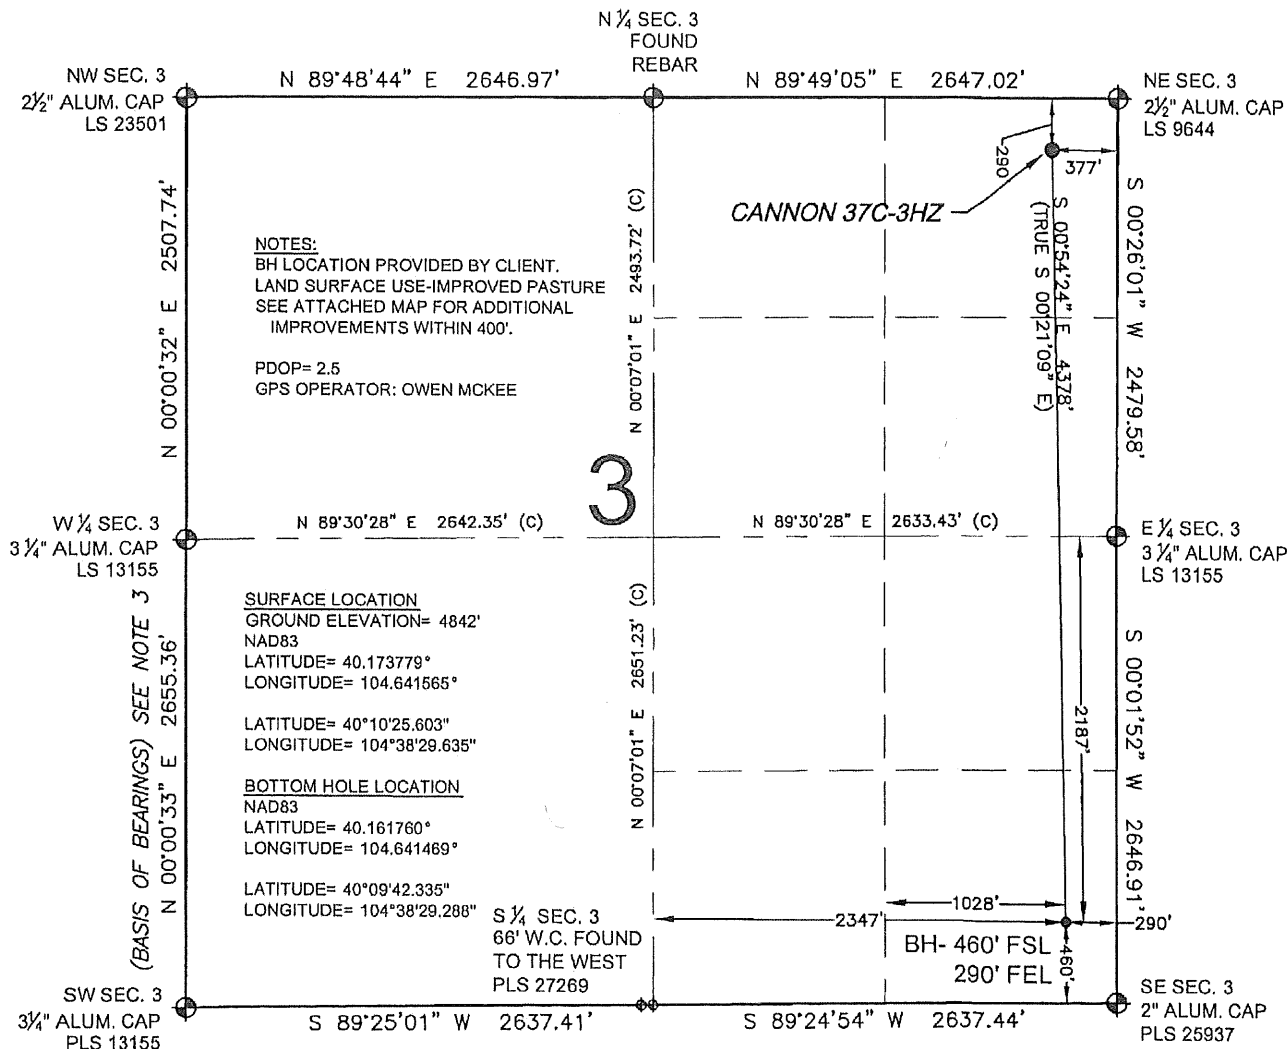 N ¼ SEC. 3
FOUND
REBAR
NW SEC. 3
2½" ALUM. CAP
LS 23501
N 89°48'44" E 2646.97'
N 89°49'05" E 2647.02'
NE SEC. 3
2½" ALUM. CAP
LS 9644
290
377'
CANNON 37C-3HZ
S 00°54'24" E 4378'
(TRUE S 00°21'09" E)
S 00°26'01" W 2479.58'
N 00°00'32" E 2507.74'
N 00°07'01" E 2493.72' (C)
NOTES:
BH LOCATION PROVIDED BY CLIENT.
LAND SURFACE USE-IMPROVED PASTURE
SEE ATTACHED MAP FOR ADDITIONAL
IMPROVEMENTS WITHIN 400'.
PDOP= 2.5
GPS OPERATOR: OWEN MCKEE
3
W ¼ SEC. 3
3 ¼" ALUM. CAP
LS 13155
N 89°30'28" E 2642.35' (C)
N 89°30'28" E 2633.43' (C)
E ¼ SEC. 3
3 ¼" ALUM. CAP
LS 13155
(BASIS OF BEARINGS) SEE NOTE 3
N 00°00'33" E 2655.36'
SURFACE LOCATION
GROUND ELEVATION= 4842'
NAD83
LATITUDE= 40.173779°
LONGITUDE= 104.641565°
LATITUDE= 40°10'25.603"
LONGITUDE= 104°38'29.635"
BOTTOM HOLE LOCATION
NAD83
LATITUDE= 40.161760°
LONGITUDE= 104.641469°
LATITUDE= 40°09'42.335"
LONGITUDE= 104°38'29.288"
N 00°07'01" E 2651.23' (C)
2187'
S 00°01'52" W 2646.91'
1028'
2347'
290'
BH- 460' FSL
290' FEL
460'
S ¼ SEC. 3
66' W.C. FOUND
TO THE WEST
PLS 27269
SW SEC. 3
3¼" ALUM. CAP
PLS 13155
S 89°25'01" W 2637.41'
S 89°24'54" W 2637.44'
SE SEC. 3
2" ALUM. CAP
PLS 25937